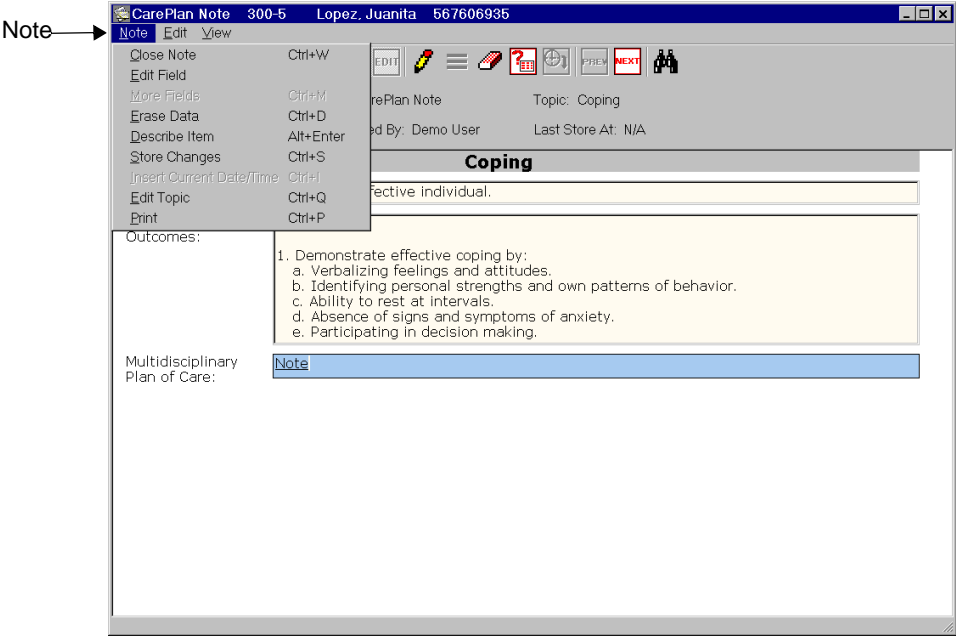 CarePlan Note 300-5 Lopez, Juanita 567606935
Note
Note Edit View
Close Note Ctrl+W
Edit Field
More Fields Ctrl+M
Erase Data Ctrl+D
Describe Item Alt+Enter
Store Changes Ctrl+S
Insert Current Date/Time Ctrl+I
Edit Topic Ctrl+Q
Print Ctrl+P
EDIT PREV NEXT
rePlan Note Topic: Coping
ed By: Demo User Last Store At: N/A
Coping
fective individual.
Outcomes:
1. Demonstrate effective coping by:
a. Verbalizing feelings and attitudes.
b. Identifying personal strengths and own patterns of behavior.
c. Ability to rest at intervals.
d. Absence of signs and symptoms of anxiety.
e. Participating in decision making.
Multidisciplinary Note
Plan of Care: